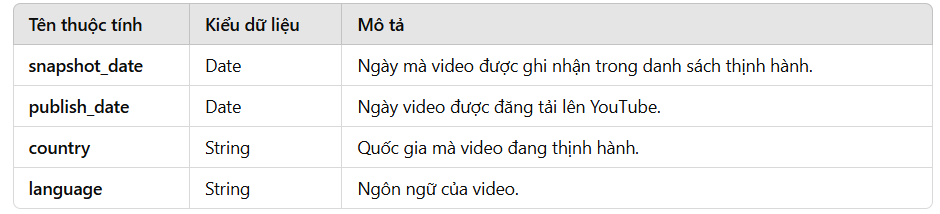 Tên thuộc tính Kiểu dữ liệu Mô tả
snapshot_date Date Ngày mà video được ghi nhận trong danh sách thịnh hành.
publish_date Date Ngày video được đăng tải lên YouTube.
country String Quốc gia mà video đang thịnh hành.
language String Ngôn ngữ của video.